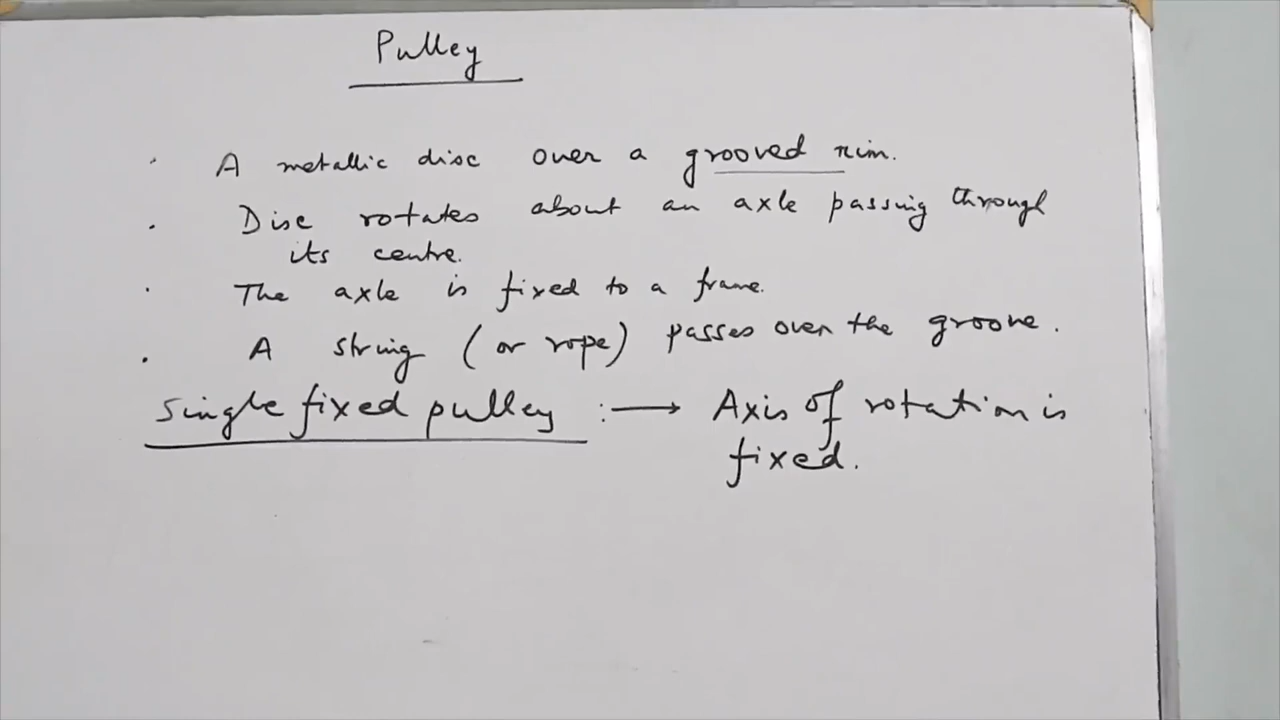 Pulley
· A metallic disc over a grooved rim.
· Disc rotates about an axle passing through
its centre.
· The axle is fixed to a frame.
· A string (or rope) passes over the groove.
Single fixed pulley :→ Axis of rotation is
fixed.